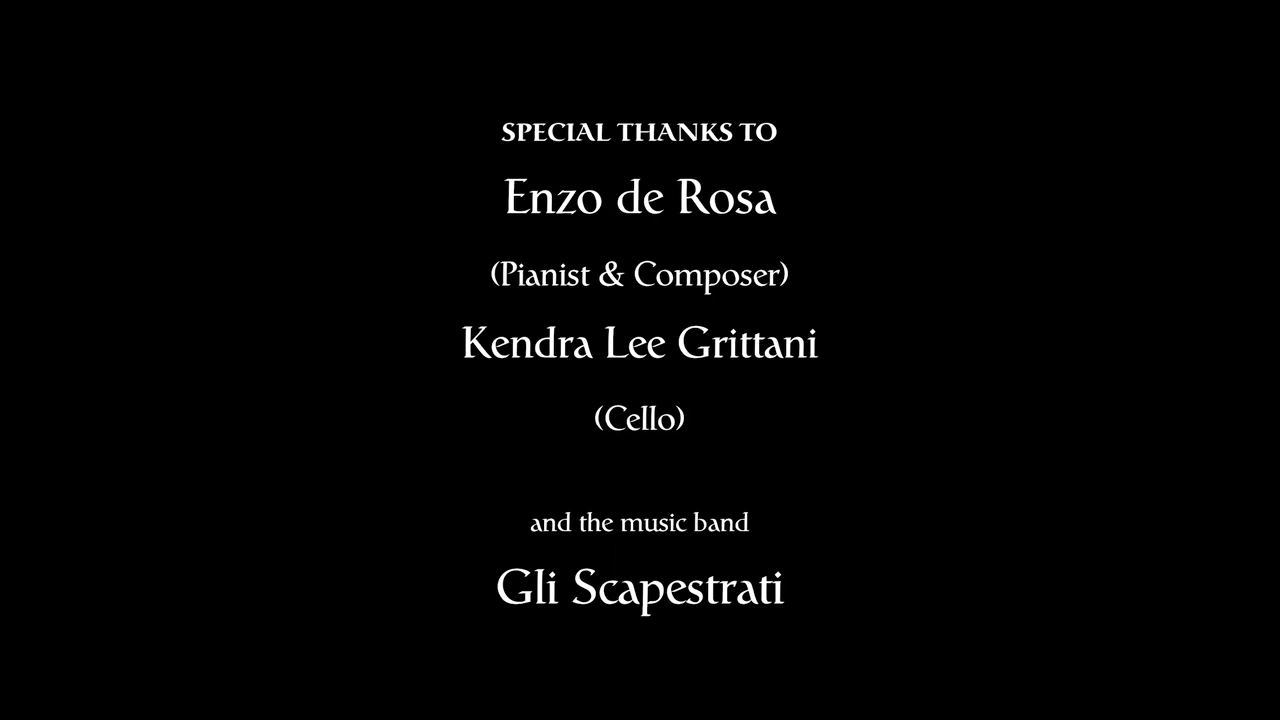 SPECIAL THANKS TO
Enzo de Rosa
(Pianist & Composer)
Kendra Lee Grittani
(Cello)
and the music band
Gli Scapestrati